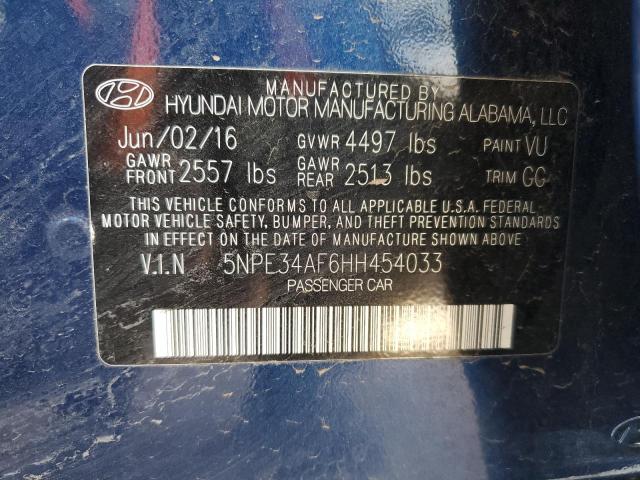 MANUFACTURED BY
HYUNDAI MOTOR MANUFACTURING ALABAMA, LLC
Jun/02/16 GVWR 4497 lbs PAINT VU
GAWR FRONT 2557 lbs GAWR REAR 2513 lbs TRIM GG
THIS VEHICLE CONFORMS TO ALL APPLICABLE U.S.A. FEDERAL
MOTOR VEHICLE SAFETY, BUMPER, AND THEFT PREVENTION STANDARDS
IN EFFECT ON THE DATE OF MANUFACTURE SHOWN ABOVE.
V.I.N 5NPE34AF6HH454033
PASSENGER CAR